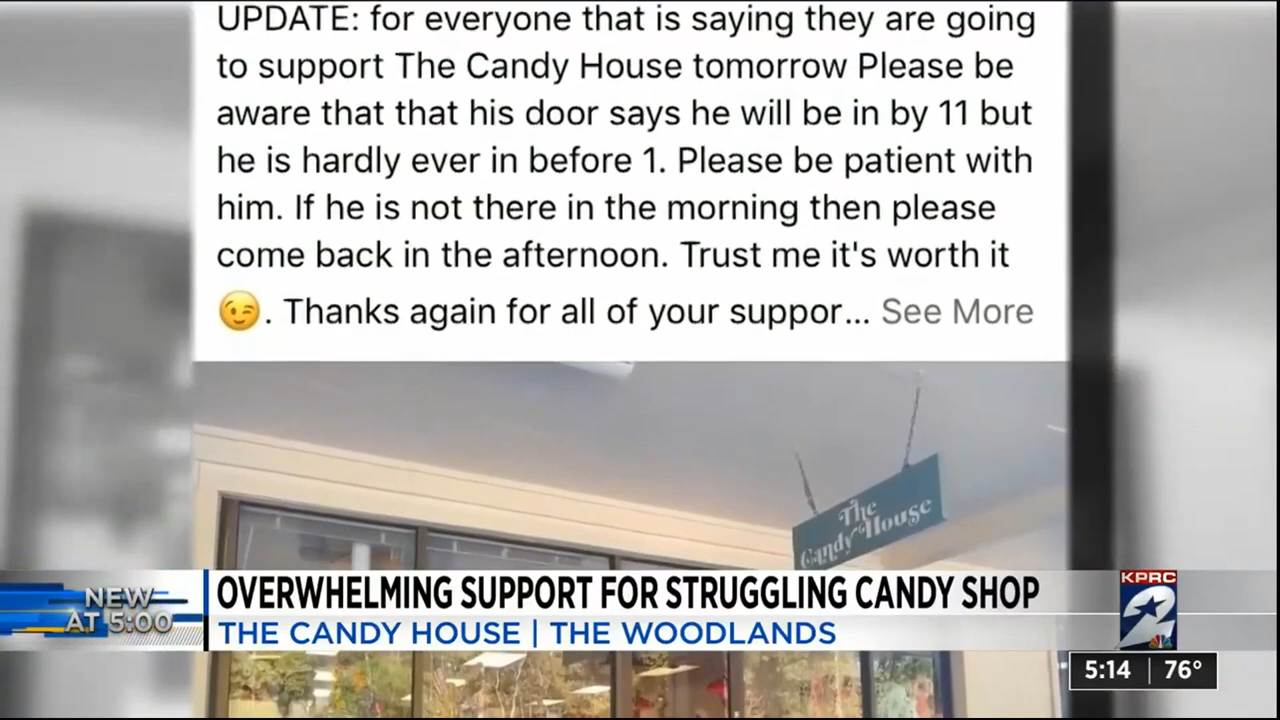 UPDATE: for everyone that is saying they are going
to support The Candy House tomorrow Please be
aware that that his door says he will be in by 11 but
he is hardly ever in before 1. Please be patient with
him. If he is not there in the morning then please
come back in the afternoon. Trust me it's worth it
😉. Thanks again for all of your suppor... See More
The
Candy House
NEW
AT 5:00
OVERWHELMING SUPPORT FOR STRUGGLING CANDY SHOP
THE CANDY HOUSE | THE WOODLANDS
KPRC
2
5:14 | 76°